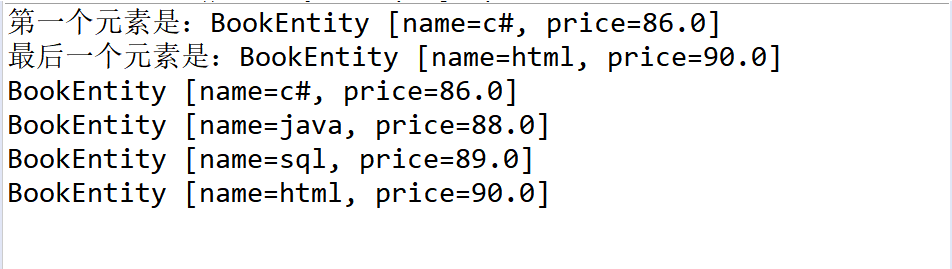 第一个元素是：BookEntity [name=c#, price=86.0]
最后一个元素是：BookEntity [name=html, price=90.0]
BookEntity [name=c#, price=86.0]
BookEntity [name=java, price=88.0]
BookEntity [name=sql, price=89.0]
BookEntity [name=html, price=90.0]